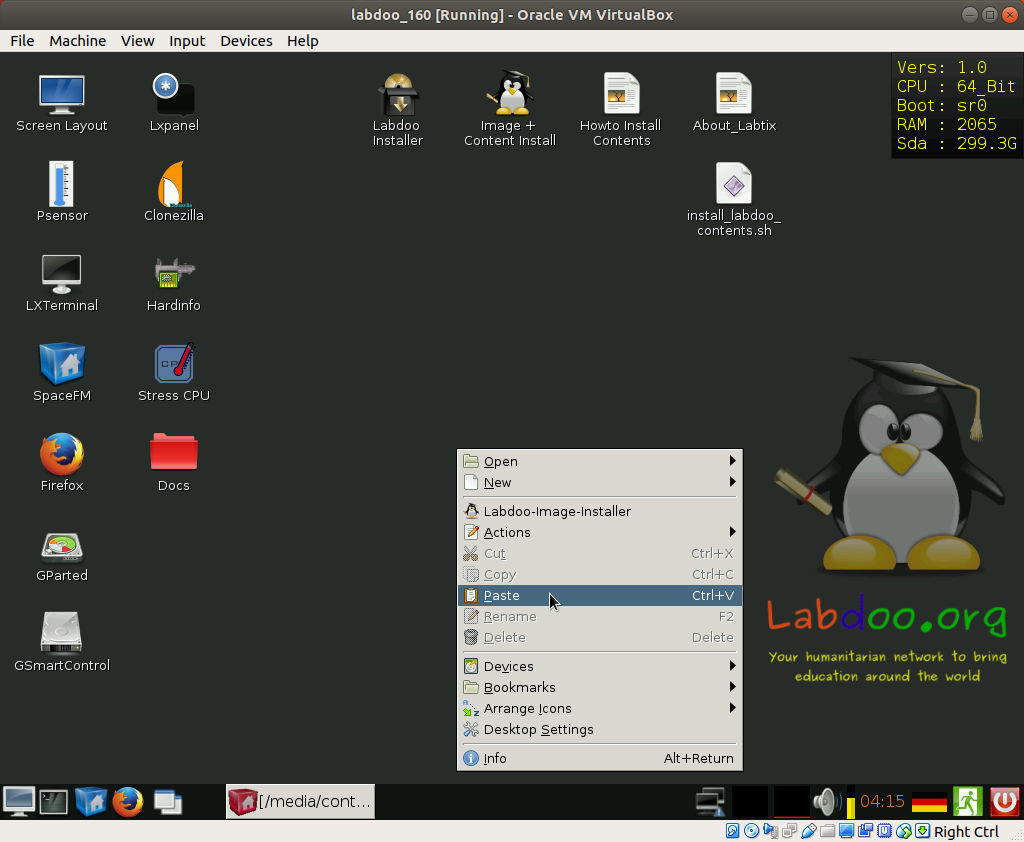 labdoo_160 [Running] - Oracle VM VirtualBox
File Machine View Input Devices Help
Vers: 1.0
CPU : 64_Bit
Boot: sr0
RAM : 2065
Sda : 299.3G
Screen Layout
Lxpanel
Labdoo
Installer
Image +
Content Install
Howto Install
Contents
About_Labtix
Psensor
Clonezilla
install_labdoo_
contents.sh
LXTerminal
Hardinfo
SpaceFM
CPU
Stress CPU
Firefox
Docs
GParted
GSmartControl
Open
New
Labdoo-Image-Installer
Actions
Cut Ctrl+X
Copy Ctrl+C
Paste Ctrl+V
Rename F2
Delete Delete
Devices
Bookmarks
Arrange Icons
Desktop Settings
Info Alt+Return
Labdoo.org
Your humanitarian network to bring
education around the world
[/media/cont...
04:15
Right Ctrl